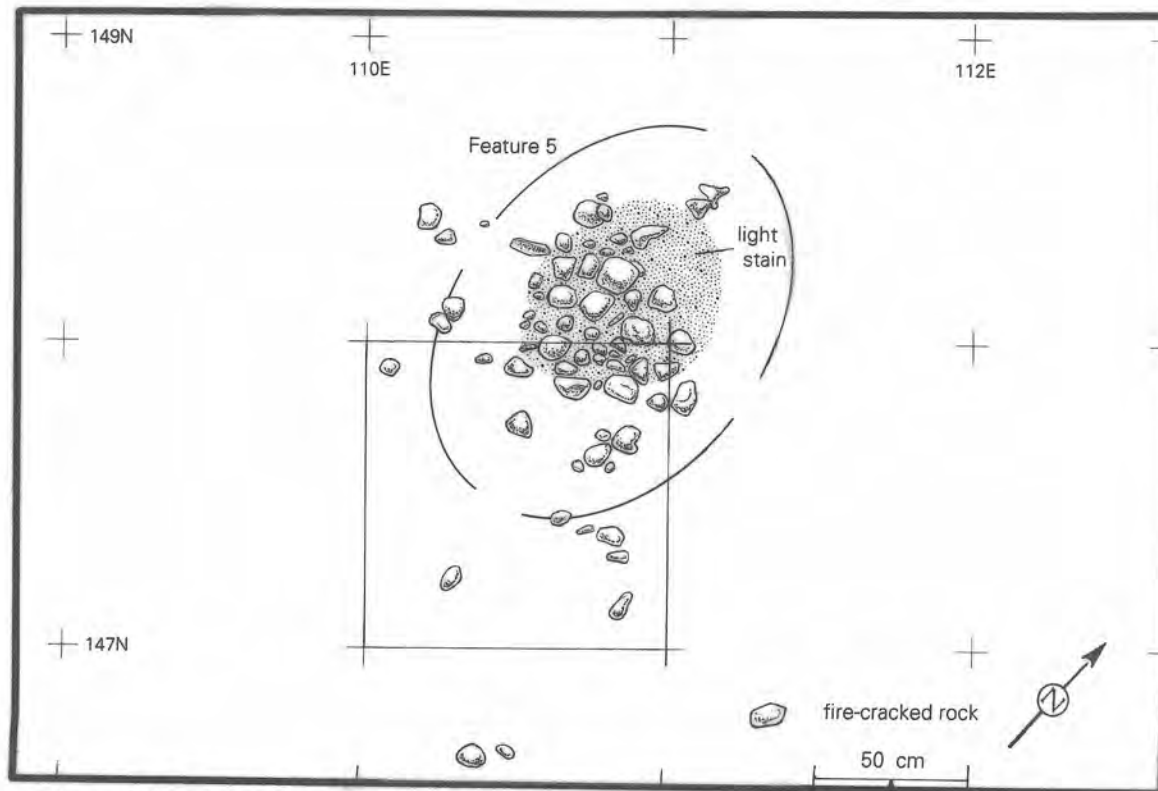 149N
110E
112E
Feature 5
light
stain
147N
N
fire-cracked rock
50 cm